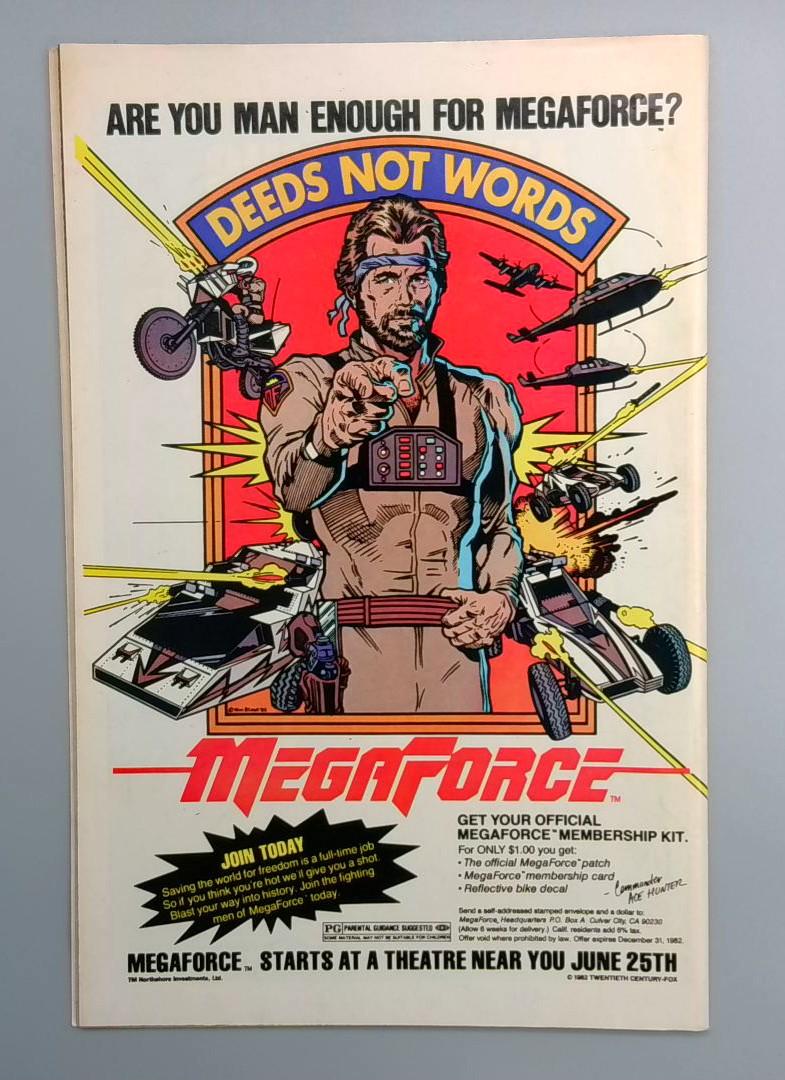 ARE YOU MAN ENOUGH FOR MEGAFORCE?
DEEDS NOT WORDS
MF
MEGAFORCE™
JOIN TODAY
Saving the world for freedom is a full-time job
So if you think you're hot we'll give you a shot.
Blast your way into history. Join the fighting
men of MegaForce™ today.
GET YOUR OFFICIAL
MEGAFORCE™ MEMBERSHIP KIT.
For ONLY $1.00 you get:
• The official MegaForce™ patch
• MegaForce™ membership card
• Reflective bike decal
- Commander
ACE HUNTER
Send a self-addressed stamped envelope and a dollar to:
MegaForce, Headquarters P.O. Box A Culver City, CA 90230
(Allow 6 weeks for delivery.) Calif. residents add 6% tax.
Offer void where prohibited by law. Offer expires December 31, 1982.
PG PARENTAL GUIDANCE SUGGESTED
SOME MATERIAL MAY NOT BE SUITABLE FOR CHILDREN
MEGAFORCE™ STARTS AT A THEATRE NEAR YOU JUNE 25TH
TM Northshore Investments, Ltd.
© 1982 TWENTIETH CENTURY-FOX